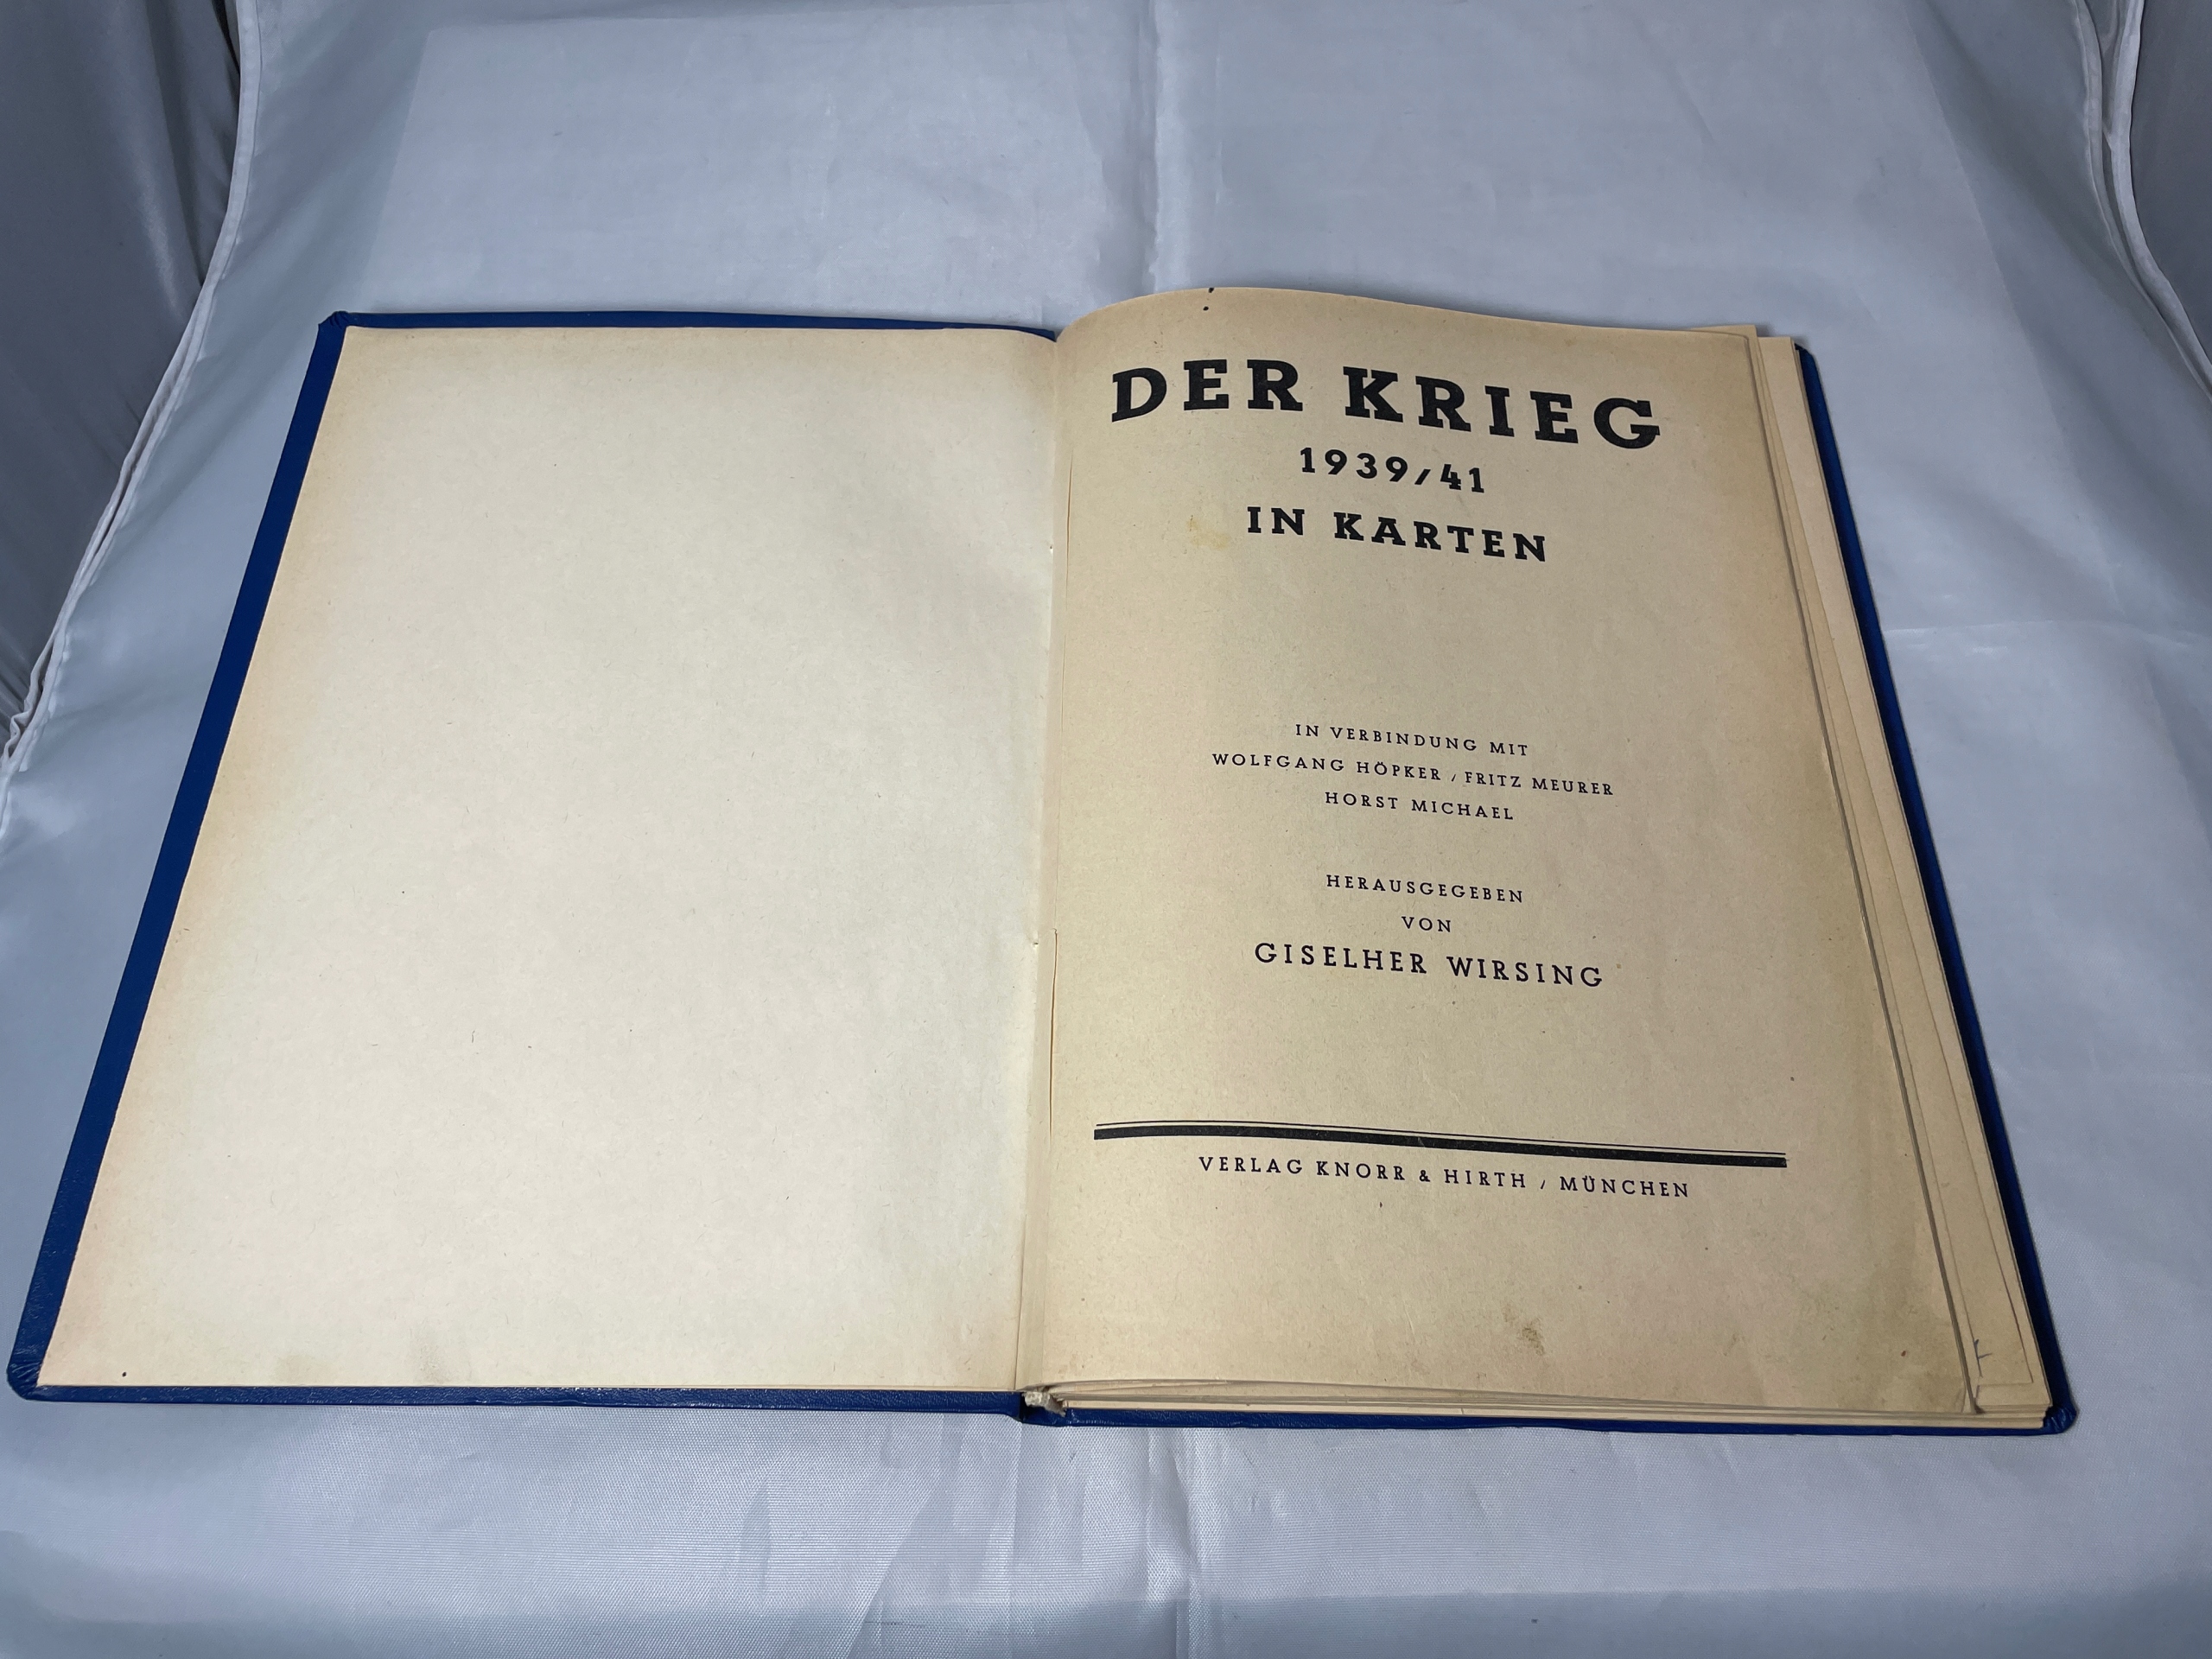 DER KRIEG
1939/41
IN KARTEN
IN VERBINDUNG MIT
WOLFGANG HÖPKER / FRITZ MEURER
HORST MICHAEL
HERAUSGEGEBEN
VON
GISELHER WIRSING
VERLAG KNORR & HIRTH / MÜNCHEN